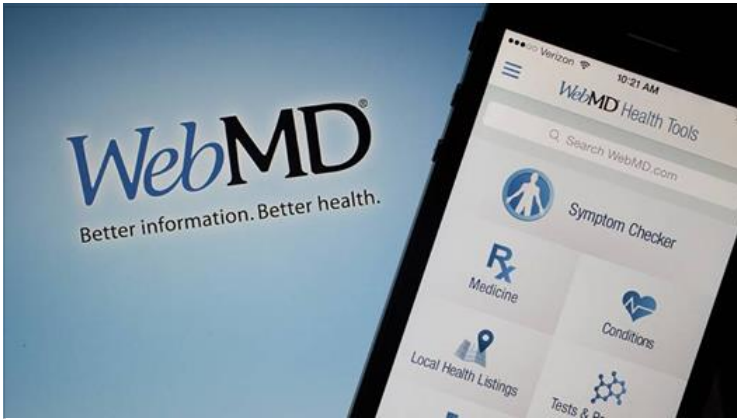 WebMD®
Better information. Better health.
Verizon
10:21 AM
WebMD Health Tools
Search WebMD.com
Symptom Checker
Rx
Medicine
Conditions
Local Health Listings
Tests &